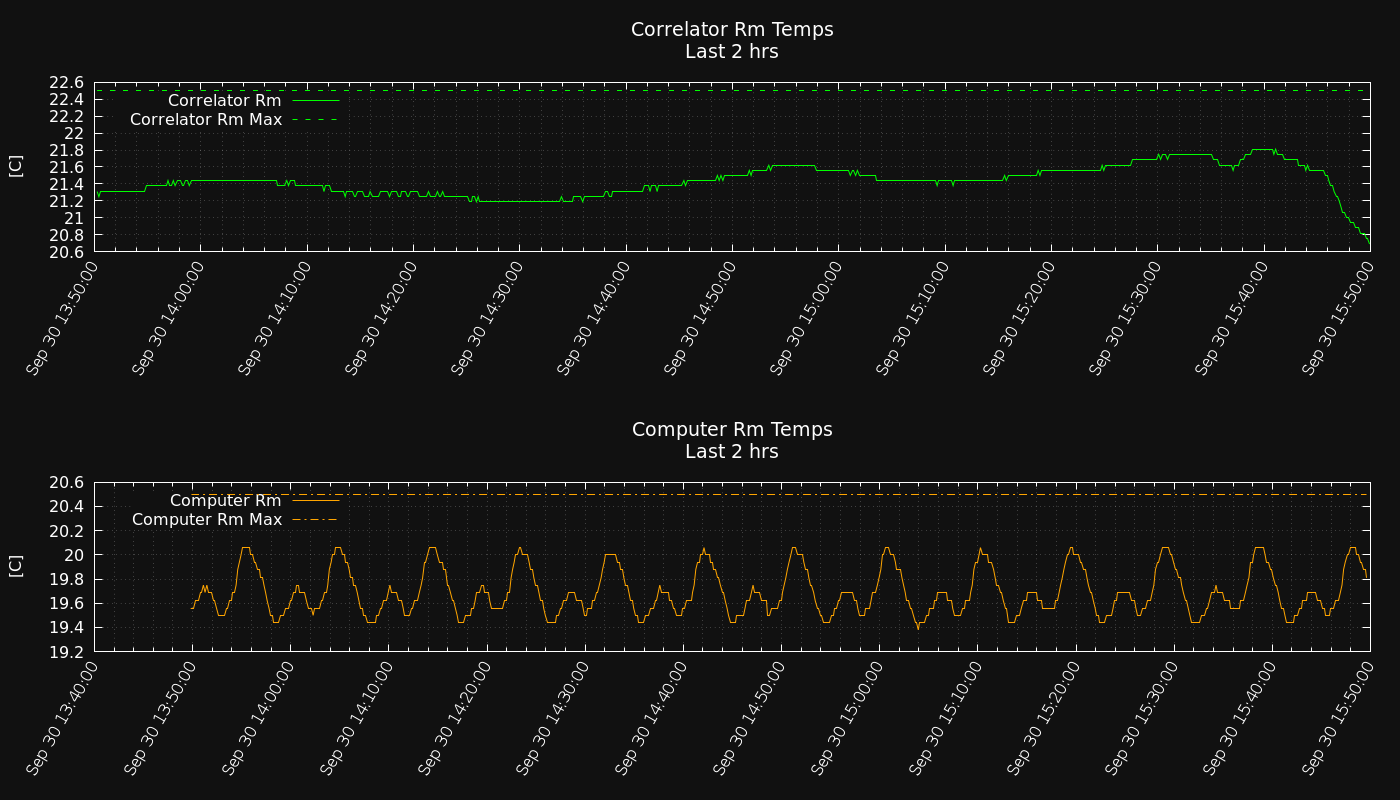 Correlator Rm Temps
Last 2 hrs
22.6
22.4
22.2
22
21.8
21.6
21.4
21.2
21
20.8
20.6
[C]
Correlator Rm
Correlator Rm Max
Sep 30 13:50:00
Sep 30 14:00:00
Sep 30 14:10:00
Sep 30 14:20:00
Sep 30 14:30:00
Sep 30 14:40:00
Sep 30 14:50:00
Sep 30 15:00:00
Sep 30 15:10:00
Sep 30 15:20:00
Sep 30 15:30:00
Sep 30 15:40:00
Sep 30 15:50:00
Computer Rm Temps
Last 2 hrs
20.6
20.4
20.2
20
19.8
19.6
19.4
19.2
[C]
Computer Rm
Computer Rm Max
Sep 30 13:40:00
Sep 30 13:50:00
Sep 30 14:00:00
Sep 30 14:10:00
Sep 30 14:20:00
Sep 30 14:30:00
Sep 30 14:40:00
Sep 30 14:50:00
Sep 30 15:00:00
Sep 30 15:10:00
Sep 30 15:20:00
Sep 30 15:30:00
Sep 30 15:40:00
Sep 30 15:50:00